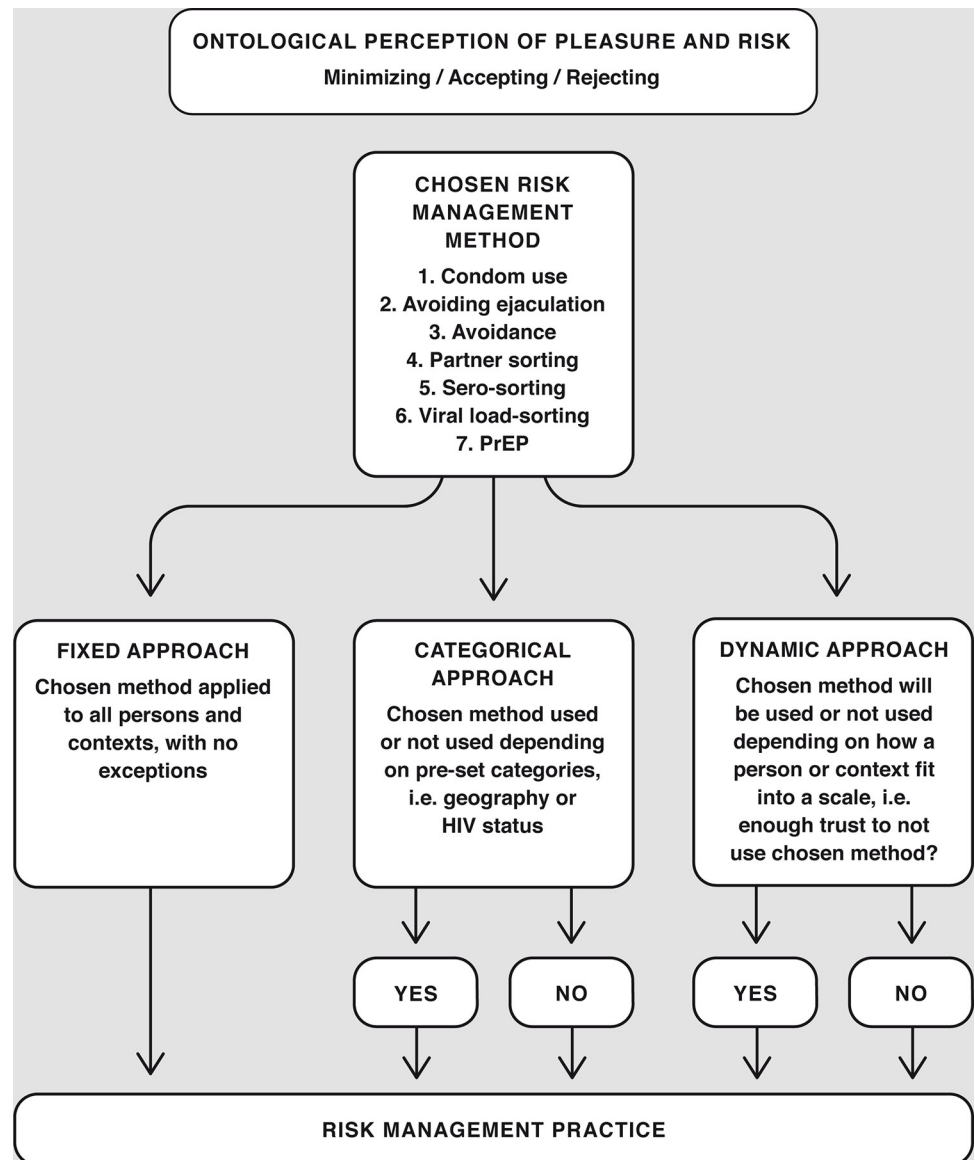 ONTOLOGICAL PERCEPTION OF PLEASURE AND RISK
Minimizing / Accepting / Rejecting
CHOSEN RISK
MANAGEMENT
METHOD
1. Condom use
2. Avoiding ejaculation
3. Avoidance
4. Partner sorting
5. Sero-sorting
6. Viral load-sorting
7. PrEP
FIXED APPROACH
Chosen method applied
to all persons and
contexts, with no
exceptions
CATEGORICAL
APPROACH
Chosen method used
or not used depending
on pre-set categories,
i.e. geography or
HIV status
DYNAMIC APPROACH
Chosen method will
be used or not used
depending on how a
person or context fit
into a scale, i.e.
enough trust to not
use chosen method?
YES
NO
YES
NO
RISK MANAGEMENT PRACTICE